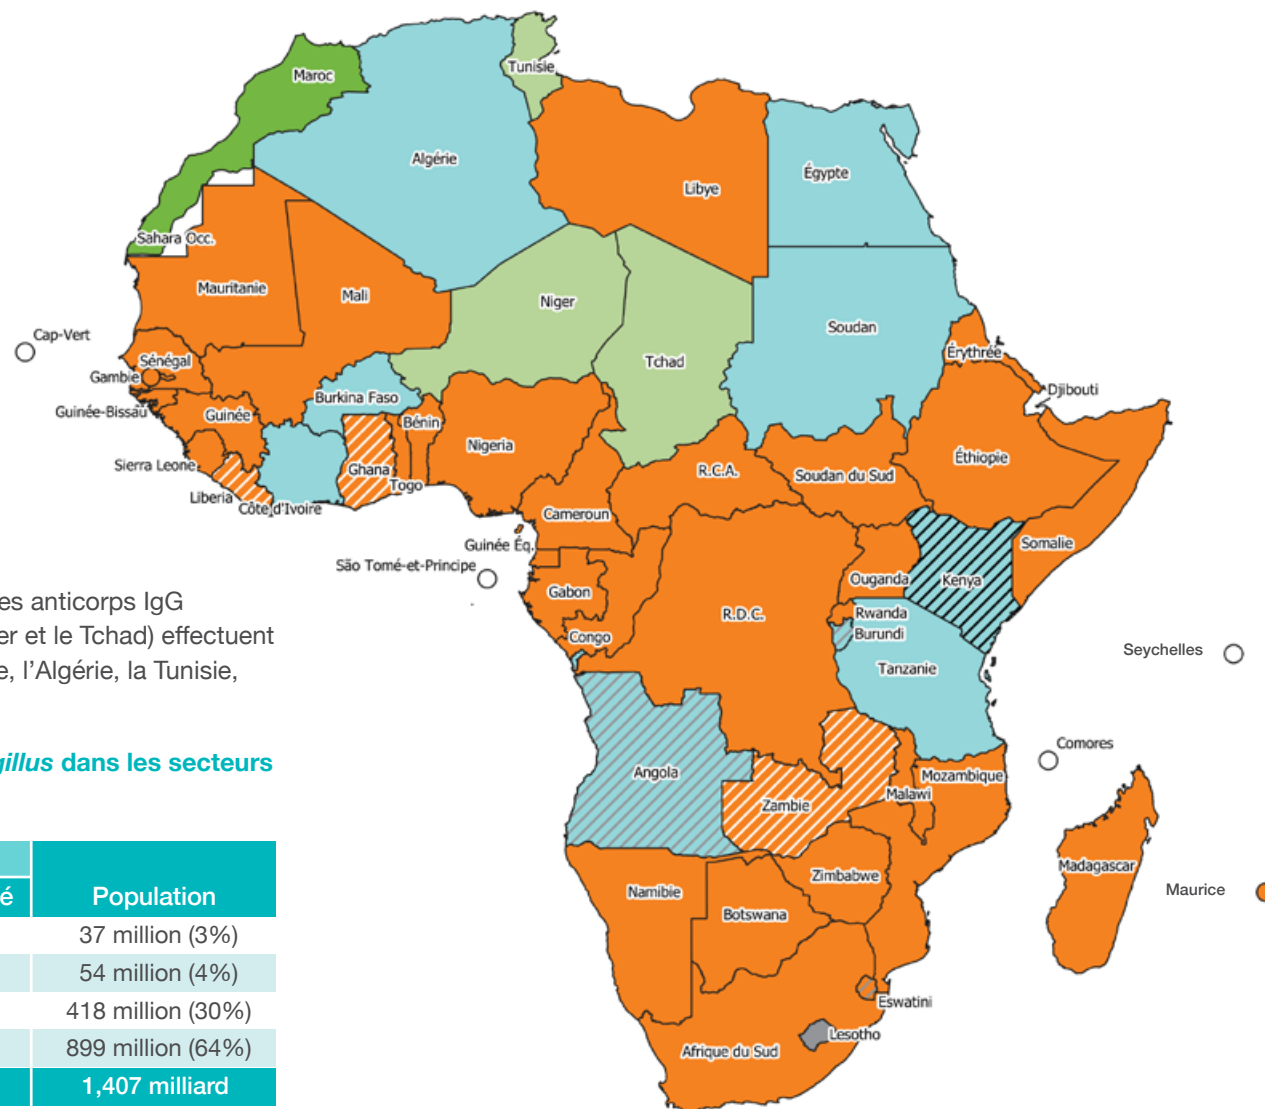 Maroc
Tunisie
Algérie
Libye
Égypte
Sahara Occ.
Mauritanie
Mali
Niger
Tchad
Soudan
Cap-Vert
Sénégal
Gambie
Guinée-Bissau
Guinée
Sierra Leone
Liberia
Côte d'Ivoire
Burkina Faso
Ghana
Togo
Bénin
Nigeria
Cameroun
R.C.A.
Soudan du Sud
Érythrée
Djibouti
Éthiopie
Somalie
Guinée Éq.
São Tomé-et-Principe
Gabon
Congo
R.D.C.
Ouganda
Kenya
Rwanda
Burundi
Tanzanie
Seychelles
Comores
Angola
Zambie
Malawi
Mozambique
Madagascar
Maurice
Namibie
Botswana
Zimbabwe
Eswatini
Lesotho
Afrique du Sud
es anticorps IgG
er et le Tchad) effectuent
e, l'Algérie, la Tunisie,
gillus dans les secteurs
é Population
37 million (3%)
54 million (4%)
418 million (30%)
899 million (64%)
1,407 milliard